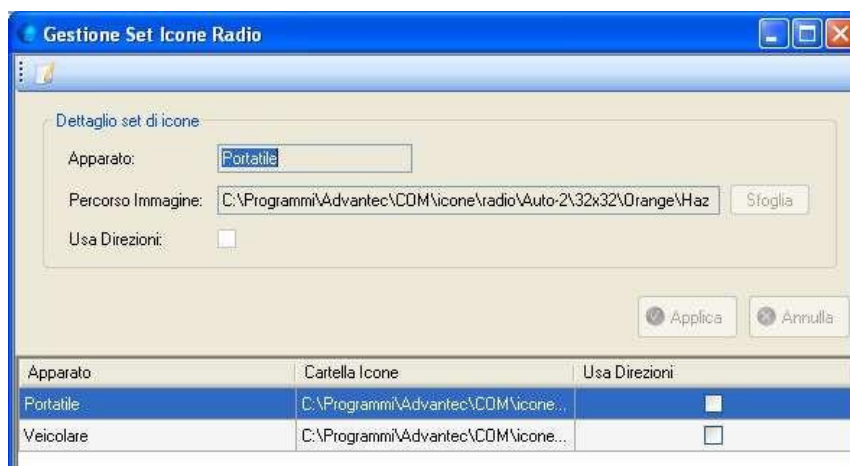 Gestione Set Icone Radio
Dettaglio set di icone
Apparato: Portatile
Percorso Immagine: C:\Programmi\Advantec\COM\icone\radio\Auto-2\32x32\Orange\Haz Sfoglia
Usa Direzioni:
Applica Annulla
Apparato Cartella Icone Usa Direzioni
Portatile C:\Programmi\Advantec\COM\icone...
Veicolare C:\Programmi\Advantec\COM\icone...